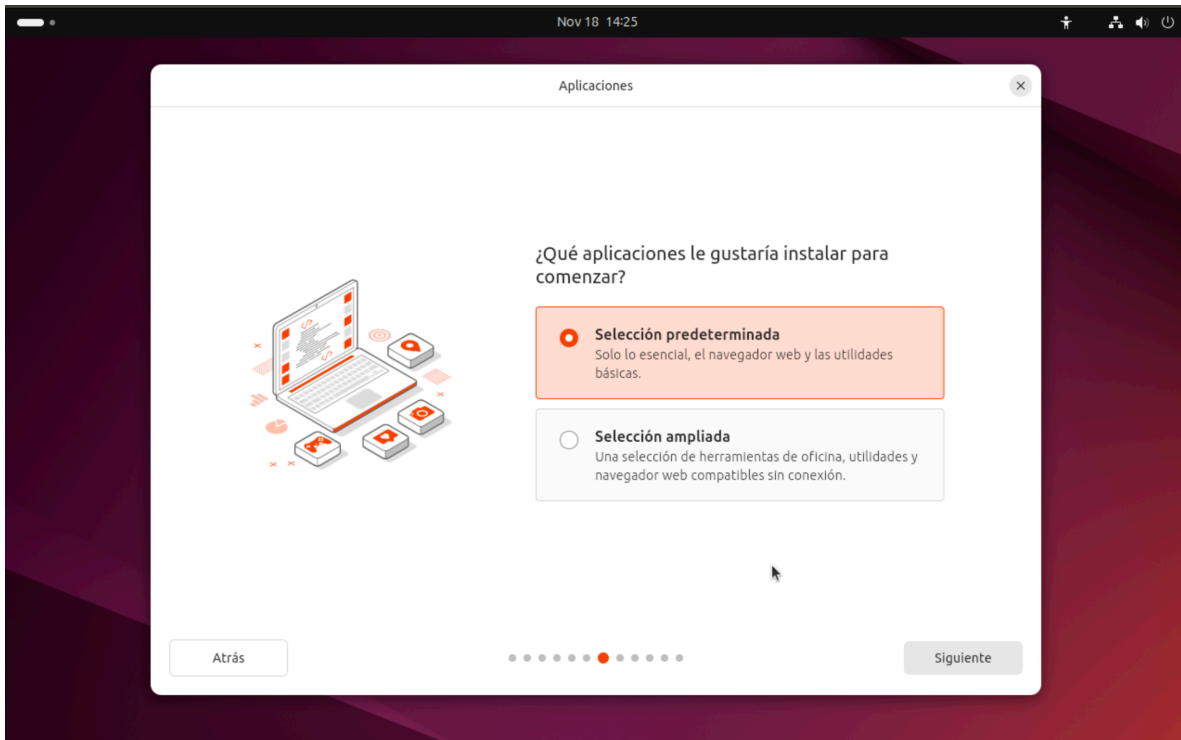 Nov 18 14:25
Aplicaciones
¿Qué aplicaciones le gustaría instalar para
comenzar?
Selección predeterminada
Solo lo esencial, el navegador web y las utilidades
básicas.
Selección ampliada
Una selección de herramientas de oficina, utilidades y
navegador web compatibles sin conexión.
Atrás
Siguiente